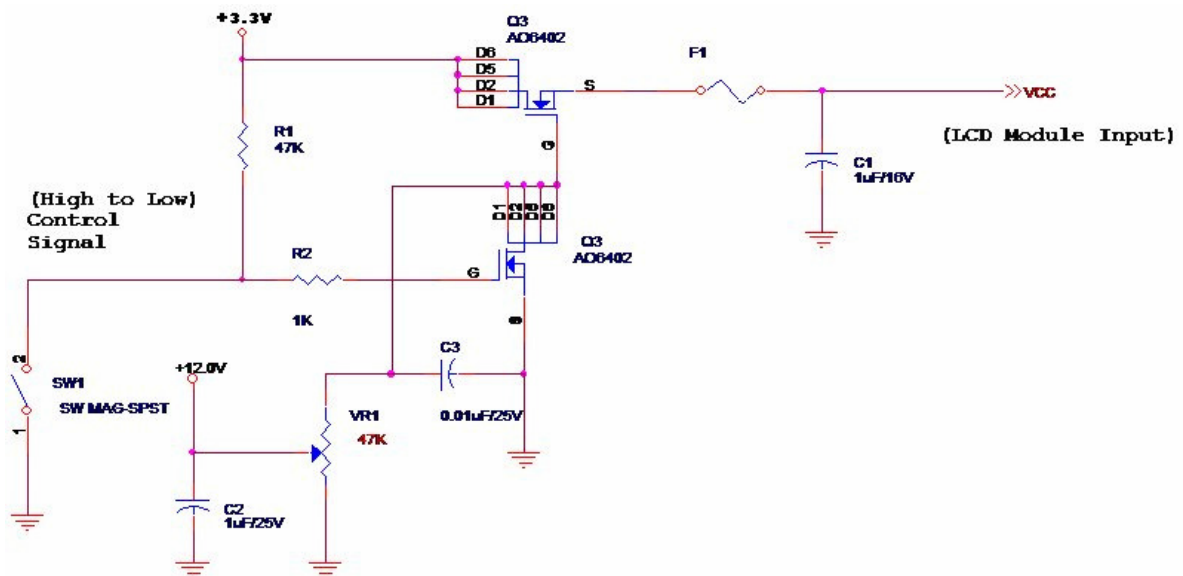 +3.3V
Q3
AO6402
D6
D5
D2
D1
S
G
F1
VCC
(LCD Module Input)
C1
1uF/16V
R1
47K
(High to Low)
Control
Signal
D1
D2
Q3
AO6402
R2
1K
G
C3
0.01uF/25V
2
SW1
SW MAG-SPST
1
+12.0V
VR1
47K
C2
1uF/25V